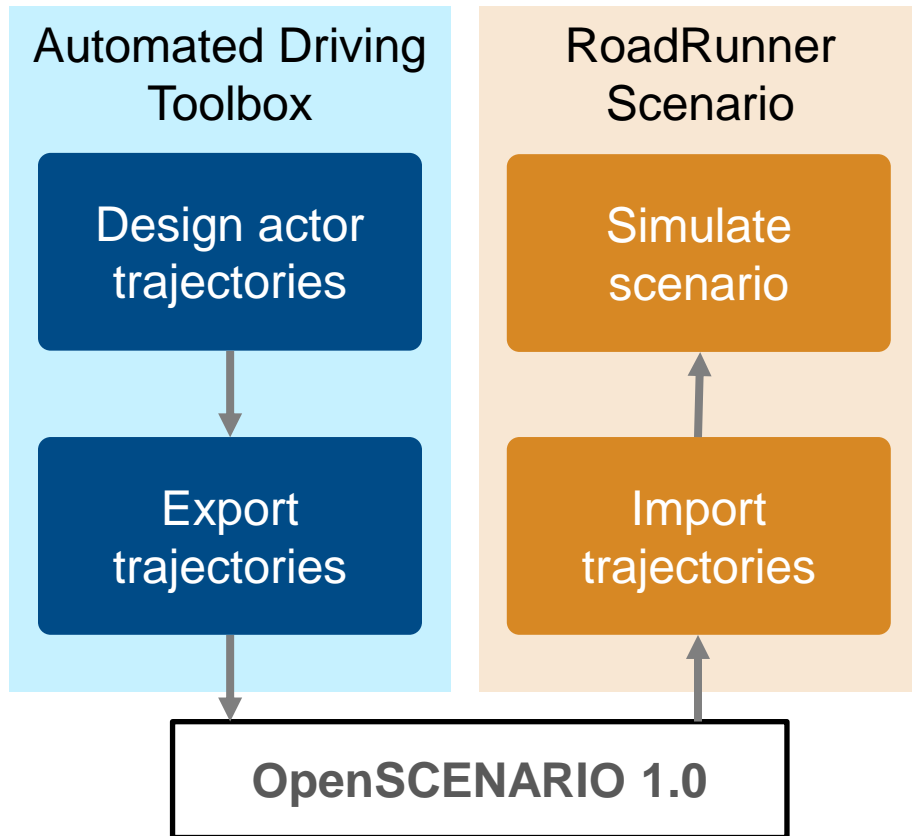 Automated Driving
Toolbox
Design actor
trajectories
Export
trajectories
RoadRunner
Scenario
Simulate
scenario
Import
trajectories
OpenSCENARIO 1.0